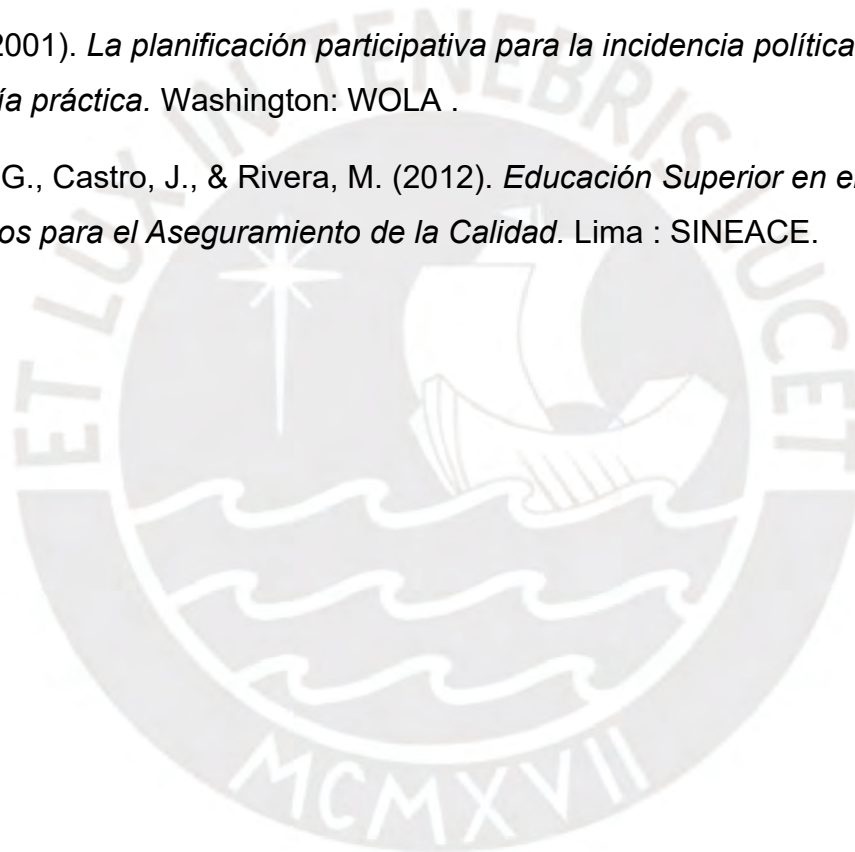 2001). La planificación participativa para la incidencia política
ía práctica. Washington: WOLA .
G., Castro, J., & Rivera, M. (2012). Educación Superior en el
os para el Aseguramiento de la Calidad. Lima : SINEACE.
ET LUX IN TENEBRIS LUCET
MCMXVII